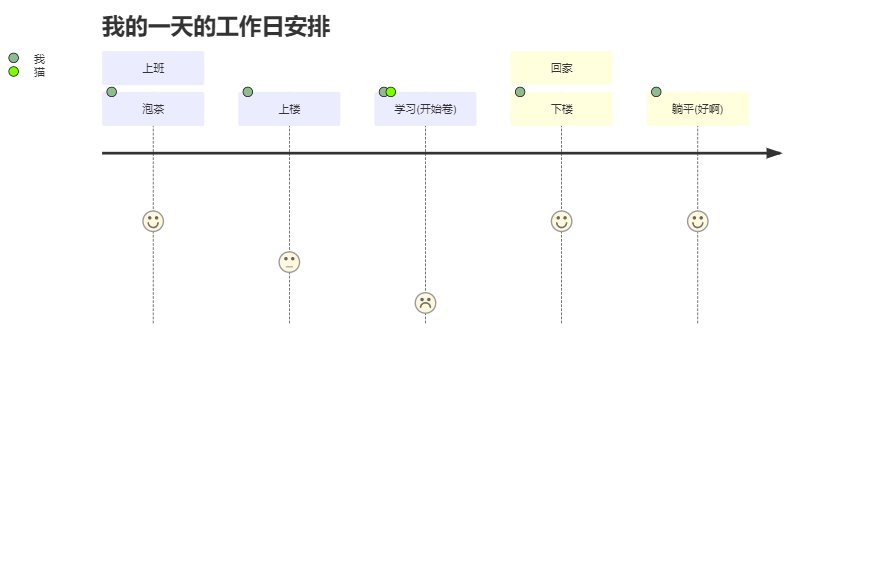 我的一天的工作日安排
我
猫
上班
回家
泡茶
上楼
学习(开始卷)
下楼
躺平(好啊)